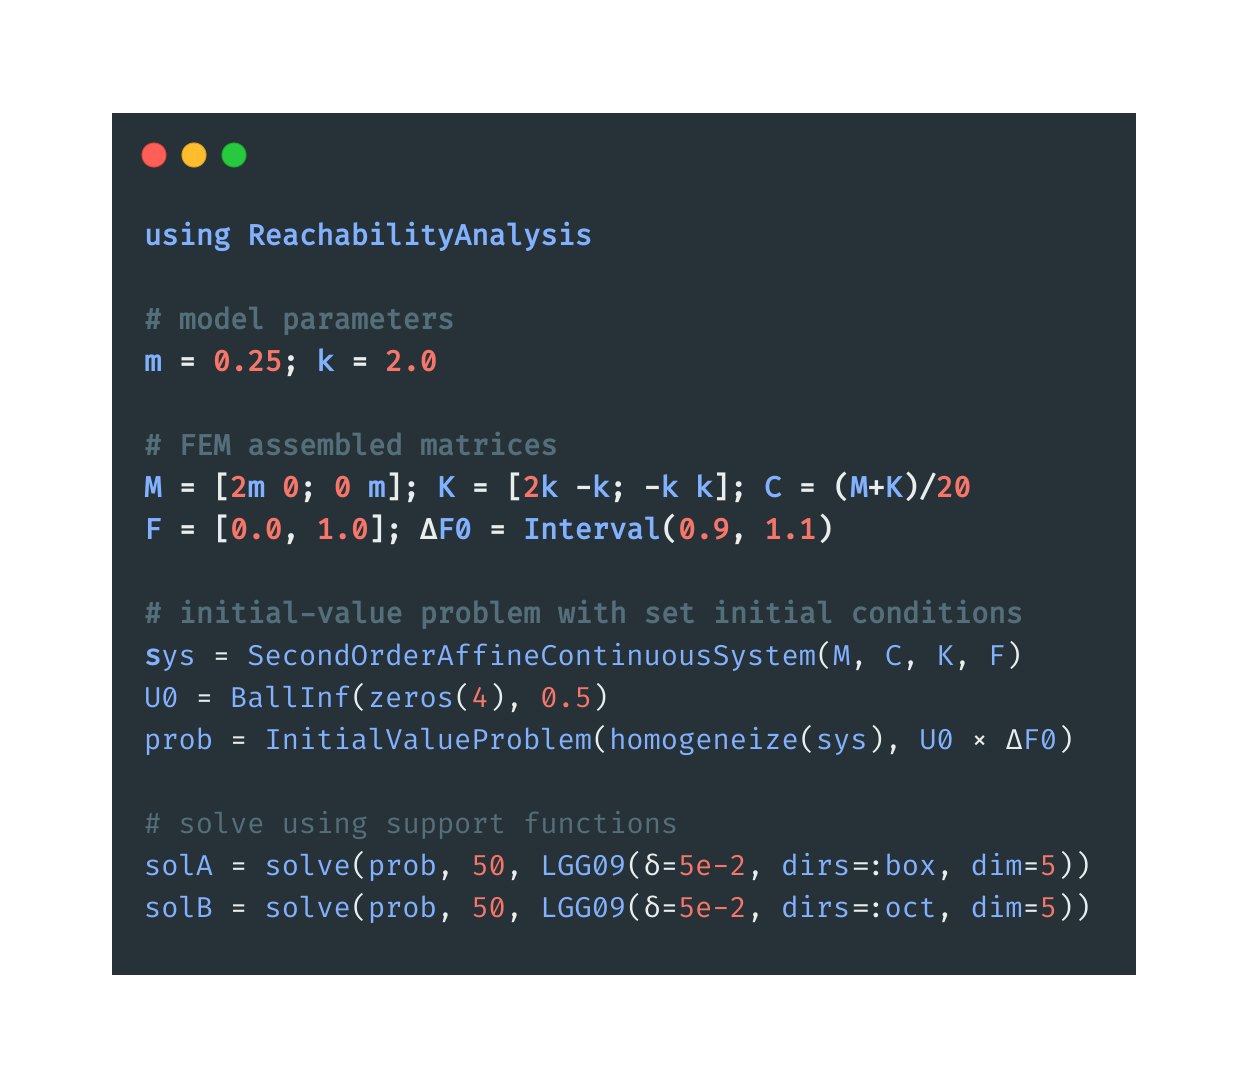 using ReachabilityAnalysis
# model parameters
m = 0.25; k = 2.0
# FEM assembled matrices
M = [2m 0; 0 m]; K = [2k -k; -k k]; C = (M+K)/20
F = [0.0, 1.0]; ΔF0 = Interval(0.9, 1.1)
# initial-value problem with set initial conditions
sys = SecondOrderAffineContinuousSystem(M, C, K, F)
U0 = BallInf(zeros(4), 0.5)
prob = InitialValueProblem(homogeneize(sys), U0 × ΔF0)
# solve using support functions
solA = solve(prob, 50, LGG09(δ=5e-2, dirs=:box, dim=5))
solB = solve(prob, 50, LGG09(δ=5e-2, dirs=:oct, dim=5))